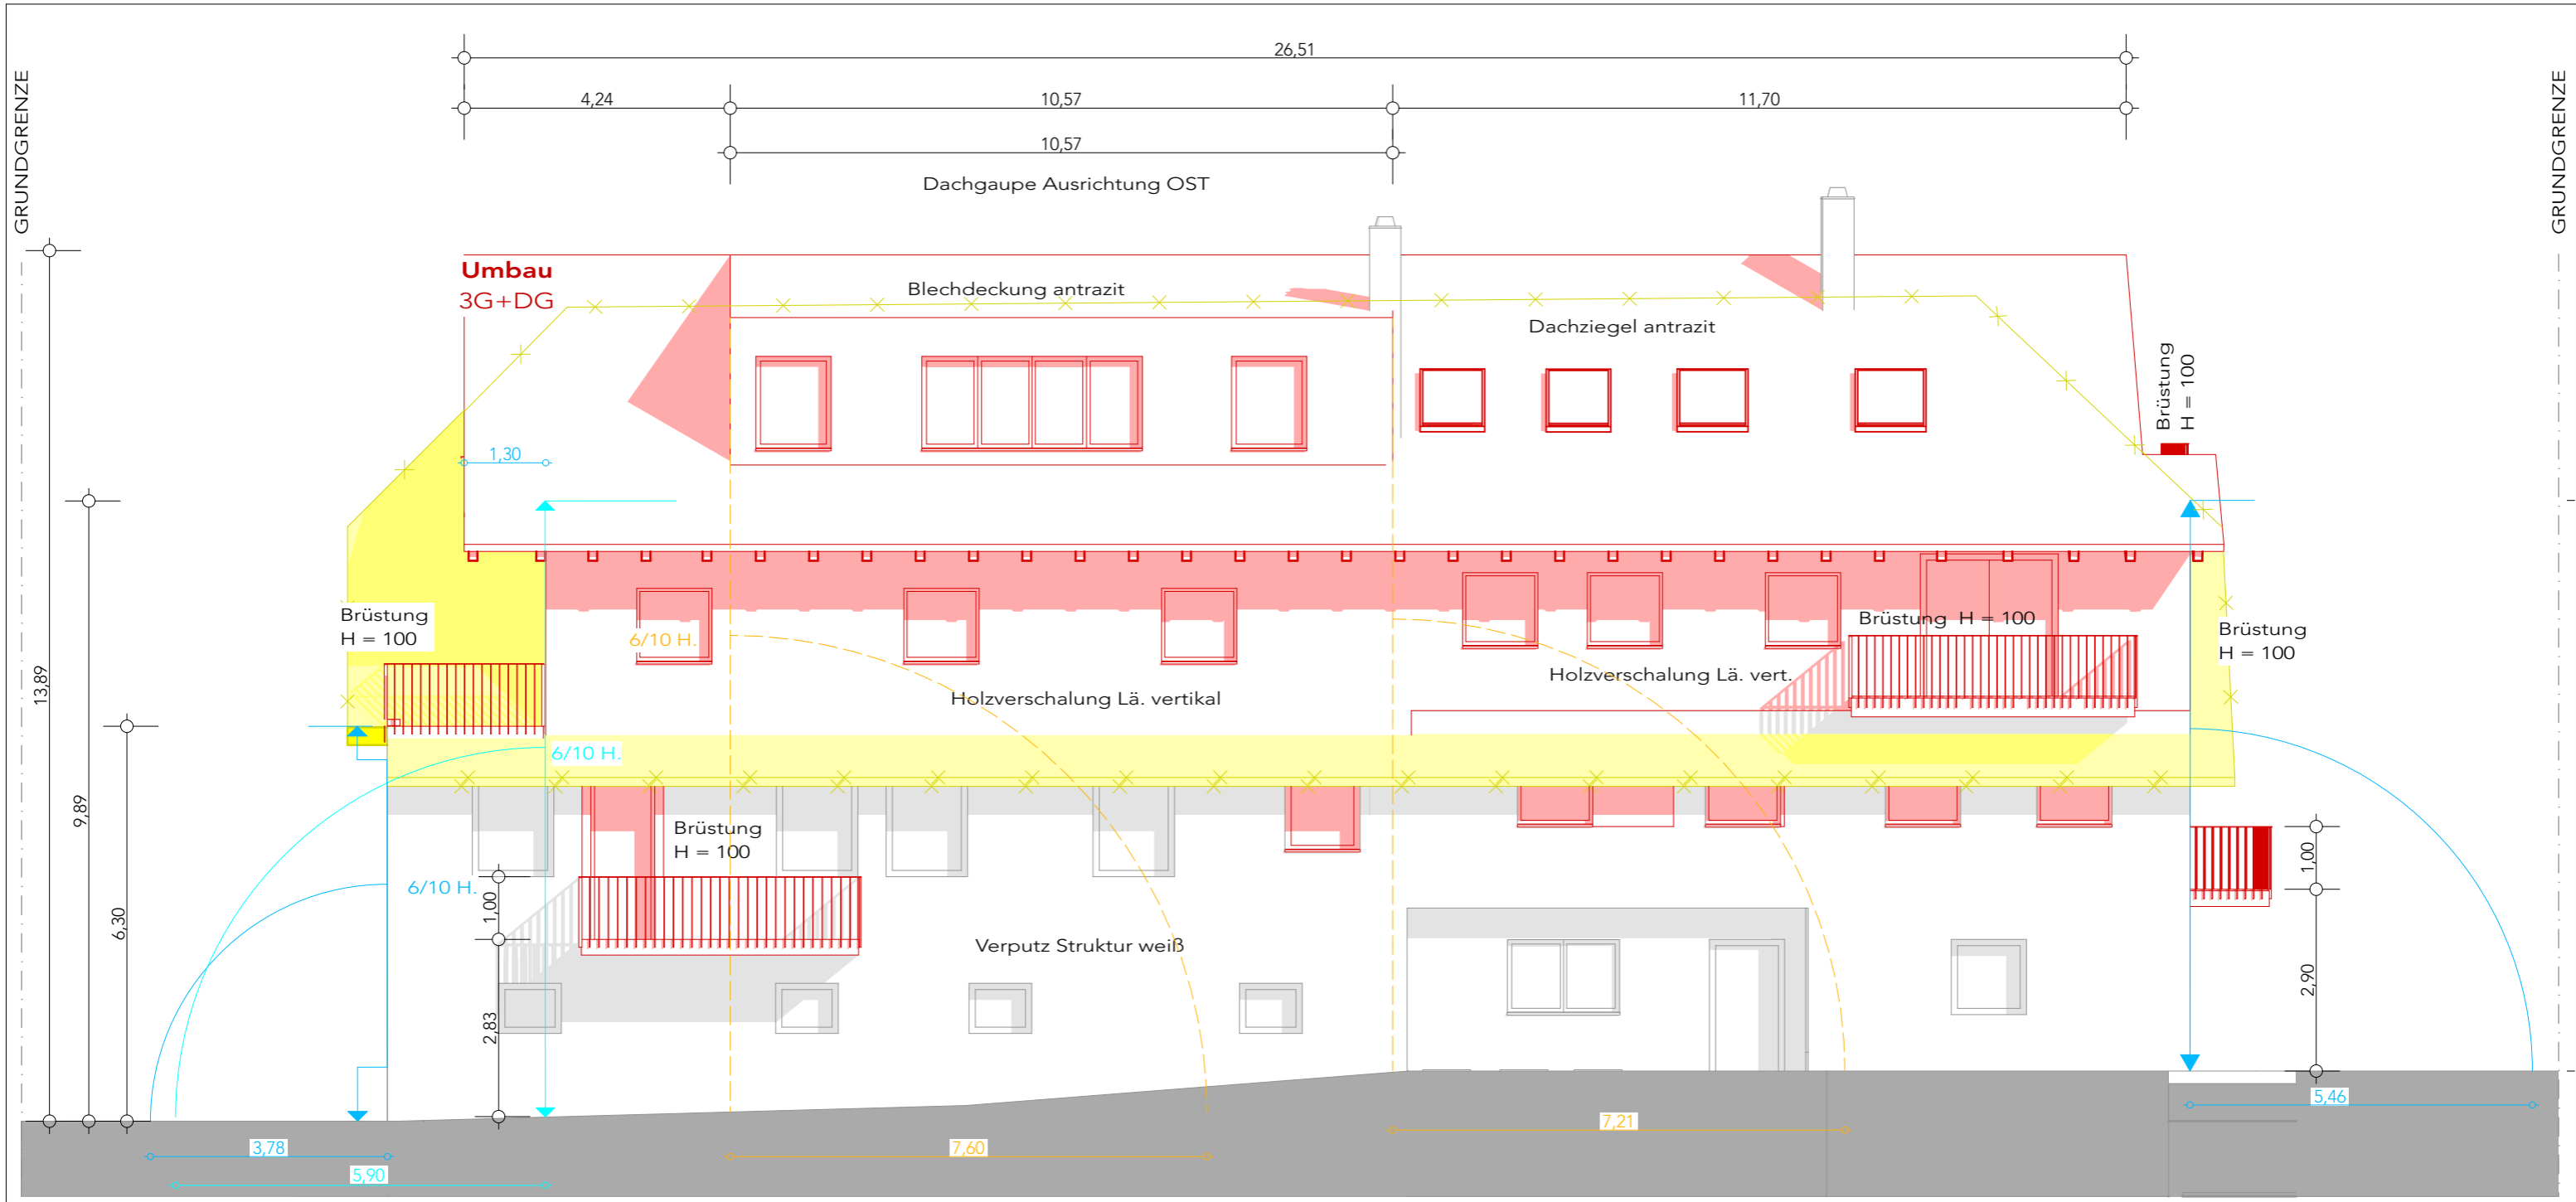 26,51
4,24
10,57
11,70
10,57
Dachgaupe Ausrichtung OST
GRUNDGRENZE
GRUNDGRENZE
Umbau
3G+DG
Blechdeckung antrazit
Dachziegel antrazit
Brüstung
H = 100
1,30
13,89
9,89
6,30
Brüstung
H = 100
6/10 H.
Brüstung H = 100
Brüstung
H = 100
Holzverschalung Lä. vertikal
Holzverschalung Lä. vert.
6/10 H.
Brüstung
H = 100
6/10 H.
1,00
2,83
Verputz Struktur weiß
1,00
2,90
3,78
5,90
7,60
7,21
5,46